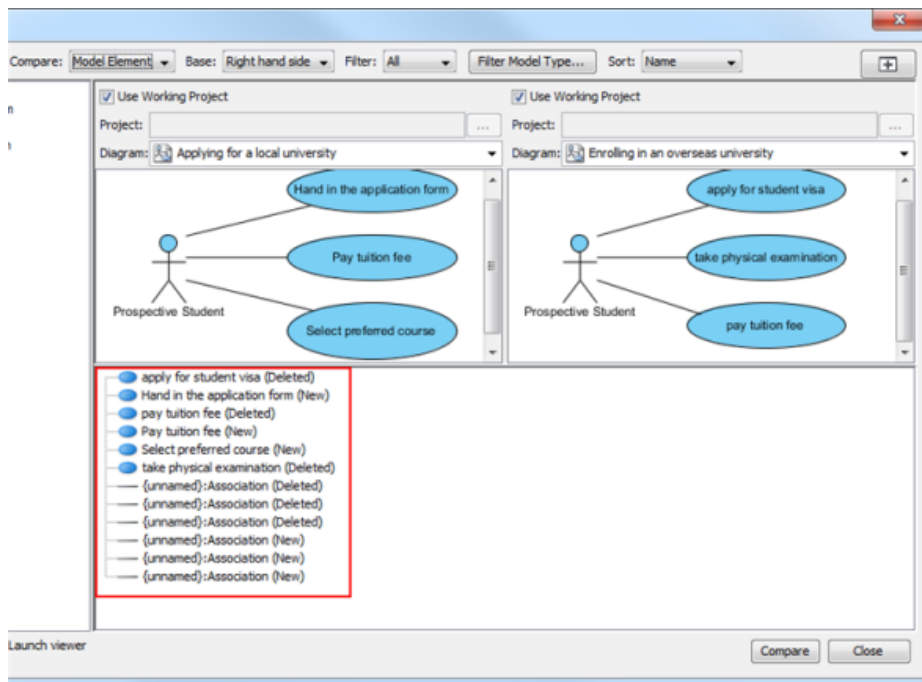 Compare: Model Element Base: Right hand side Filter: All Filter Model Type... Sort: Name
Use Working Project
Use Working Project
Project: ...
Project: ...
Diagram: Applying for a local university
Diagram: Enrolling in an overseas university
Hand in the application form
Pay tuition fee
Select preferred course
Prospective Student
apply for student visa
take physical examination
pay tuition fee
Prospective Student
apply for student visa (Deleted)
Hand in the application form (New)
pay tuition fee (Deleted)
Pay tuition fee (New)
Select preferred course (New)
take physical examination (Deleted)
{unnamed}:Association (Deleted)
{unnamed}:Association (Deleted)
{unnamed}:Association (Deleted)
{unnamed}:Association (New)
{unnamed}:Association (New)
{unnamed}:Association (New)
Launch viewer
Compare Close